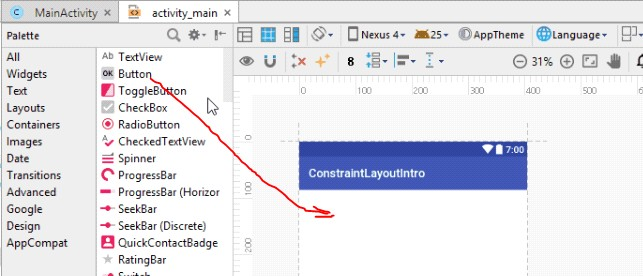 MainActivity
activity_main
Palette
Nexus 4
25
AppTheme
Language
All
Widgets
Text
Layouts
Containers
Images
Date
Transitions
Advanced
Google
Design
AppCompat
Ab TextView
OK Button
ToggleButton
CheckBox
RadioButton
CheckedTextView
Spinner
ProgressBar
ProgressBar (Horizor
SeekBar
SeekBar (Discrete)
QuickContactBadge
RatingBar
Switch
8
31%
0
100
200
300
400
500
600
0
100
200
7:00
ConstraintLayoutIntro